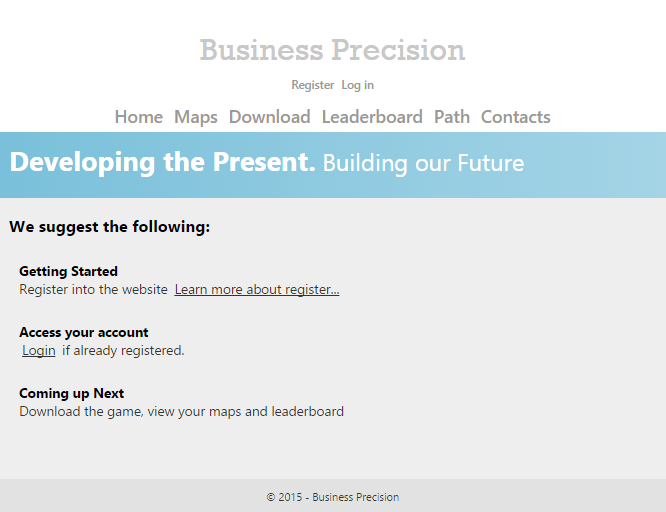 Business Precision
Register Log in
Home Maps Download Leaderboard Path Contacts
Developing the Present. Building our Future
We suggest the following:
Getting Started
Register into the website Learn more about register...
Access your account
Login if already registered.
Coming up Next
Download the game, view your maps and leaderboard
© 2015 - Business Precision